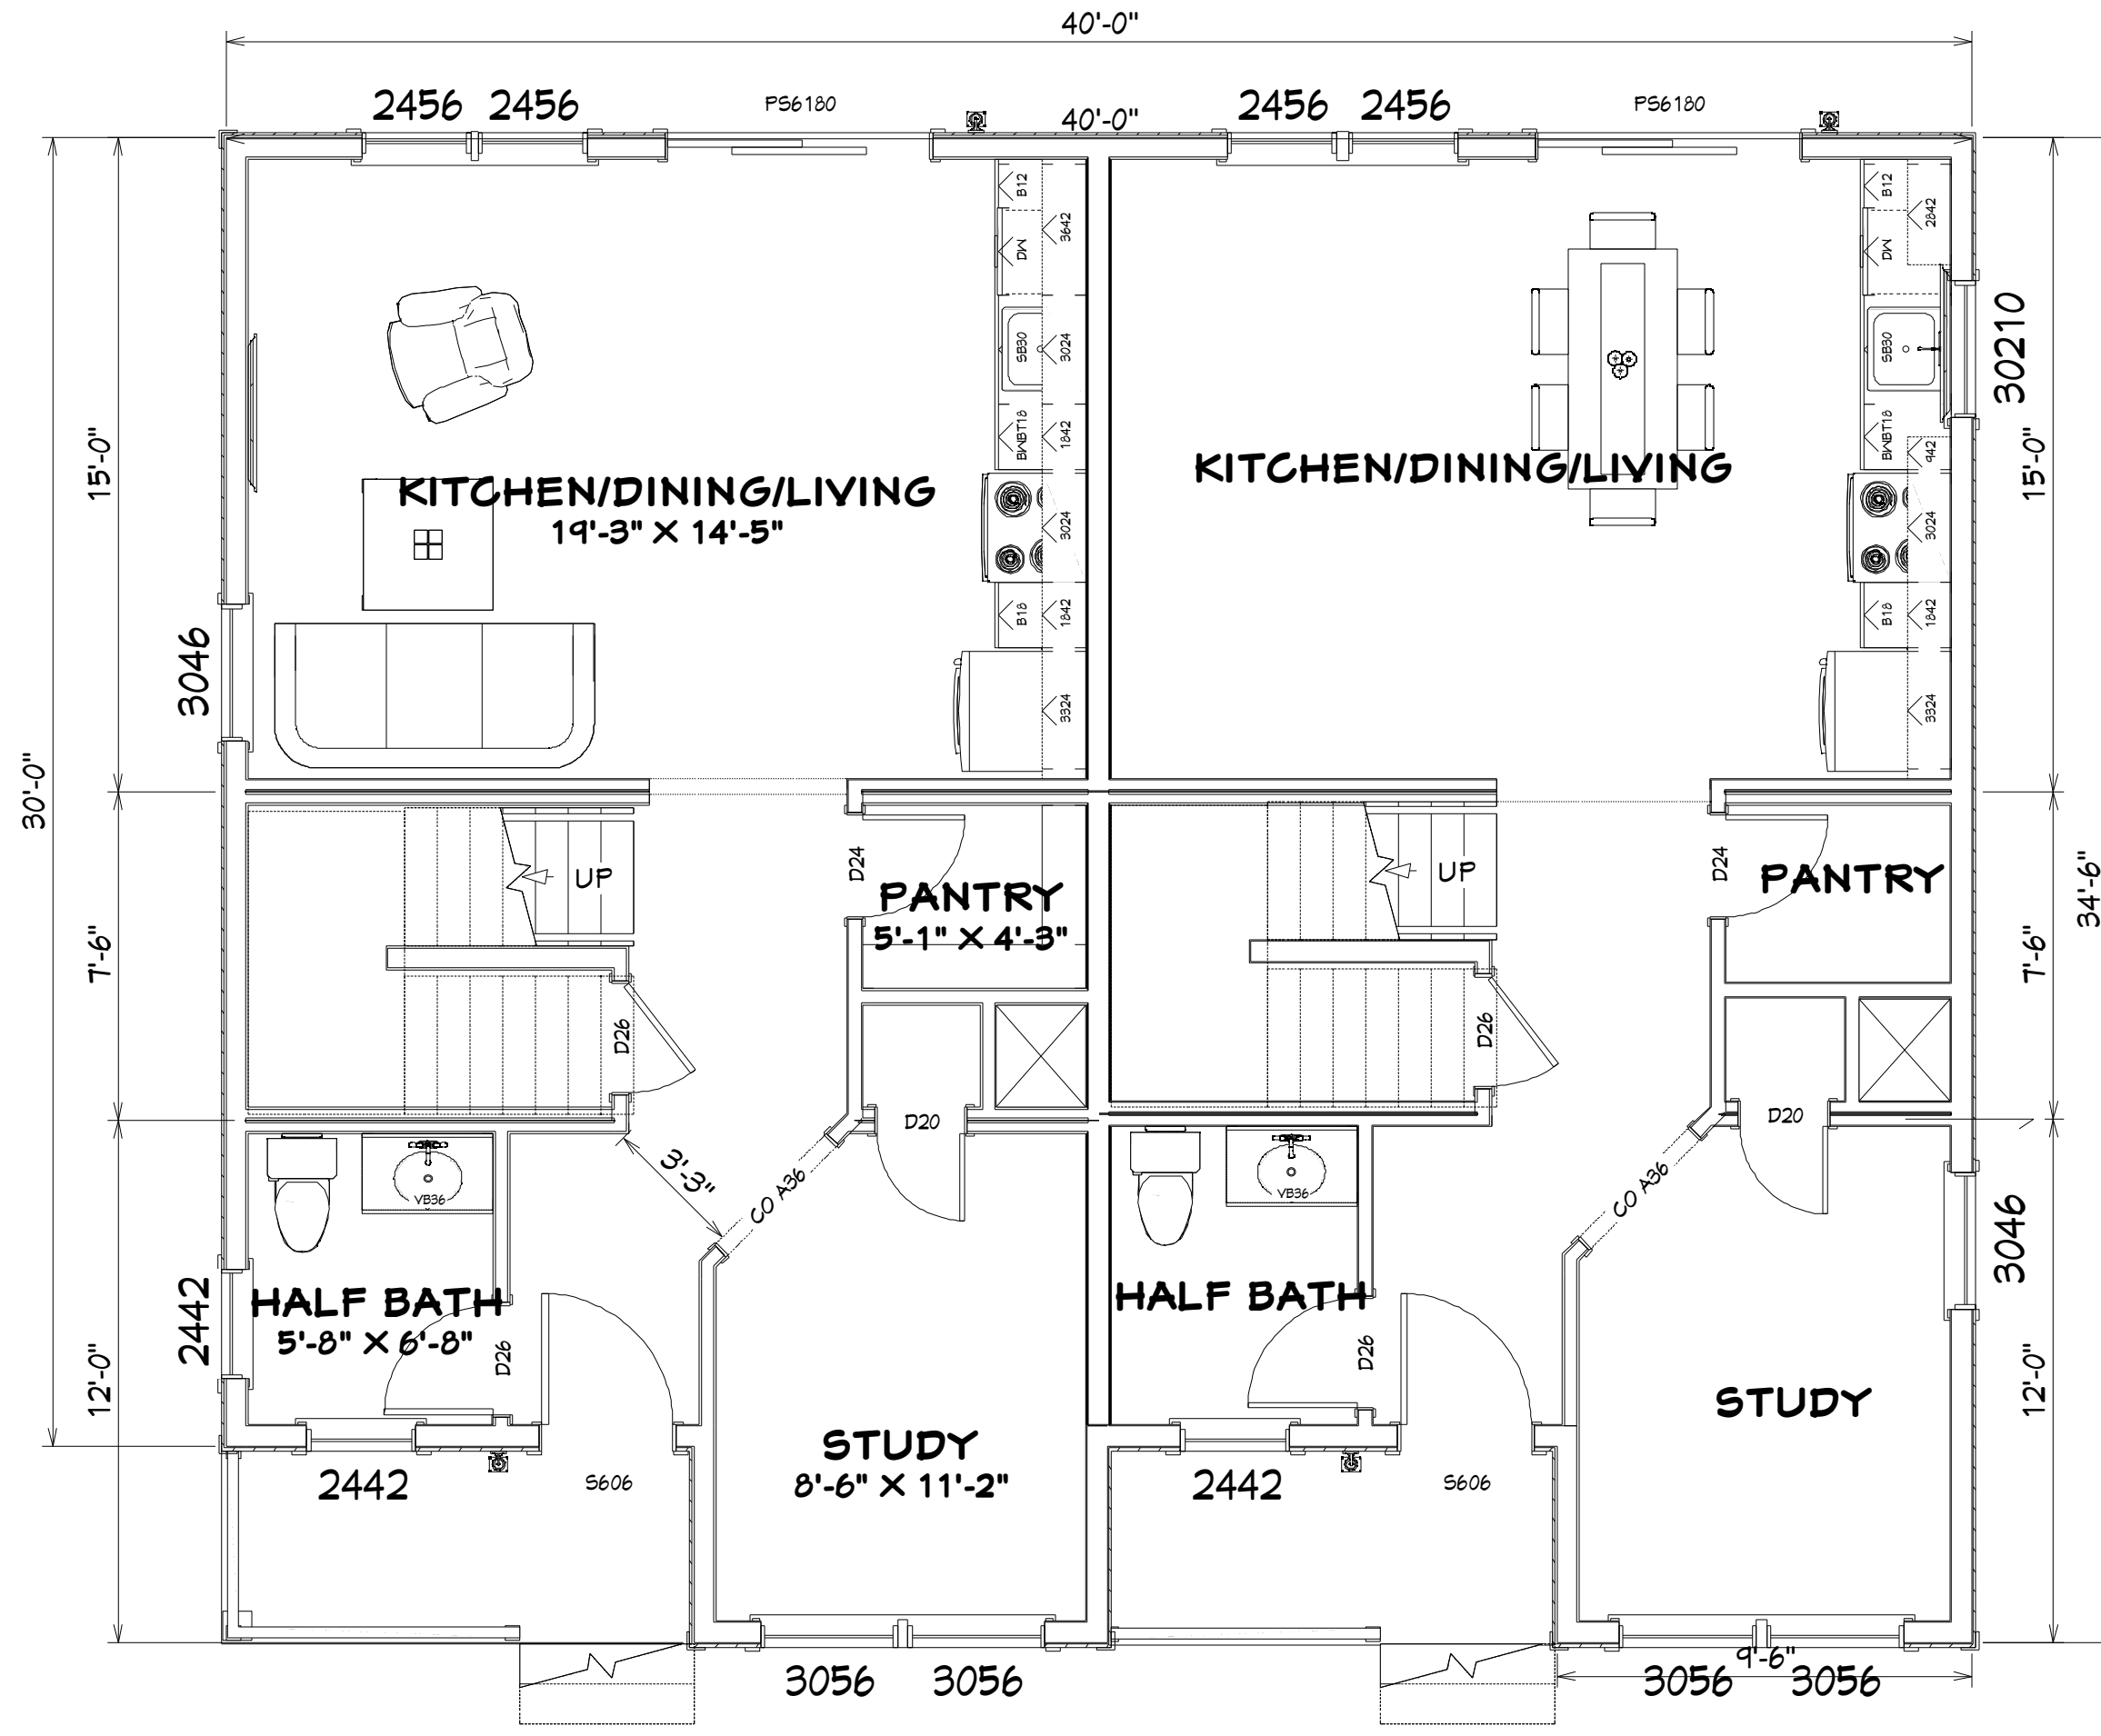 40'-0"
2456 2456 PS6180 40'-0" 2456 2456 PS6180
B12 3642 B12 2842
DW DW
SB30 3024 SB30 30210
BWBT18 1842 BWBT18 942
15'-0" 15'-0"
KITCHEN/DINING/LIVING KITCHEN/DINING/LIVING
19'-3" X 14'-5"
3024 3024
B18 1842 B18 1842
3046
3324 3324
30'-0"
D24 D24
UP UP
PANTRY PANTRY
5'-1" X 4'-3"
34'-6"
7'-6" 7'-6"
D26 D26
D20 D20
3'-3" CO A36 CO A36
VB36 VB36
3046
HALF BATH HALF BATH
5'-8" X 6'-8"
2442
D26 D26
12'-0" 12'-0"
STUDY
STUDY
8'-6" X 11'-2"
2442 S606 2442 S606
9'-6"
3056 3056 3056 3056